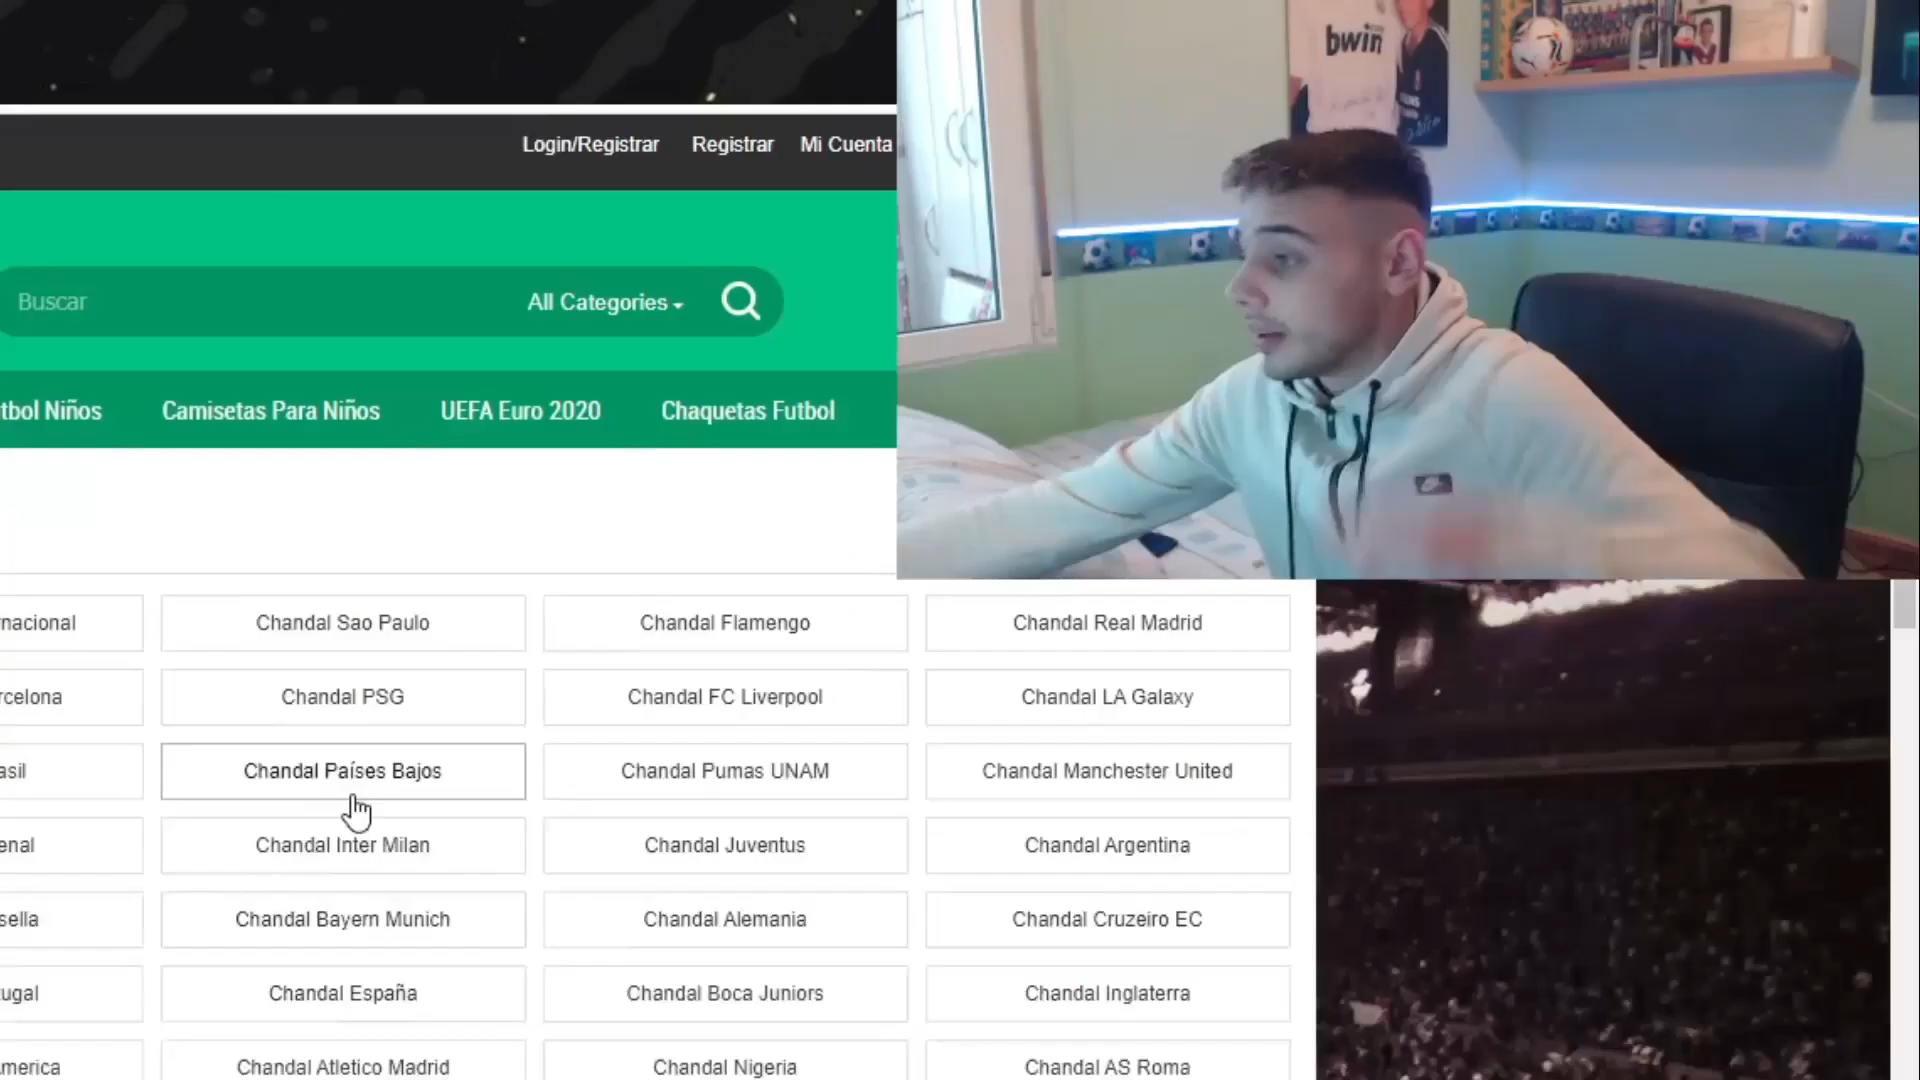 bwin
Login/Registrar Registrar Mi Cuenta
Buscar All Categories
tbol Niños Camisetas Para Niños UEFA Euro 2020 Chaquetas Futbol
nacional Chandal Sao Paulo Chandal Flamengo Chandal Real Madrid
rcelona Chandal PSG Chandal FC Liverpool Chandal LA Galaxy
asil Chandal Países Bajos Chandal Pumas UNAM Chandal Manchester United
enal Chandal Inter Milan Chandal Juventus Chandal Argentina
sella Chandal Bayern Munich Chandal Alemania Chandal Cruzeiro EC
ugal Chandal España Chandal Boca Juniors Chandal Inglaterra
merica Chandal Atletico Madrid Chandal Nigeria Chandal AS Roma